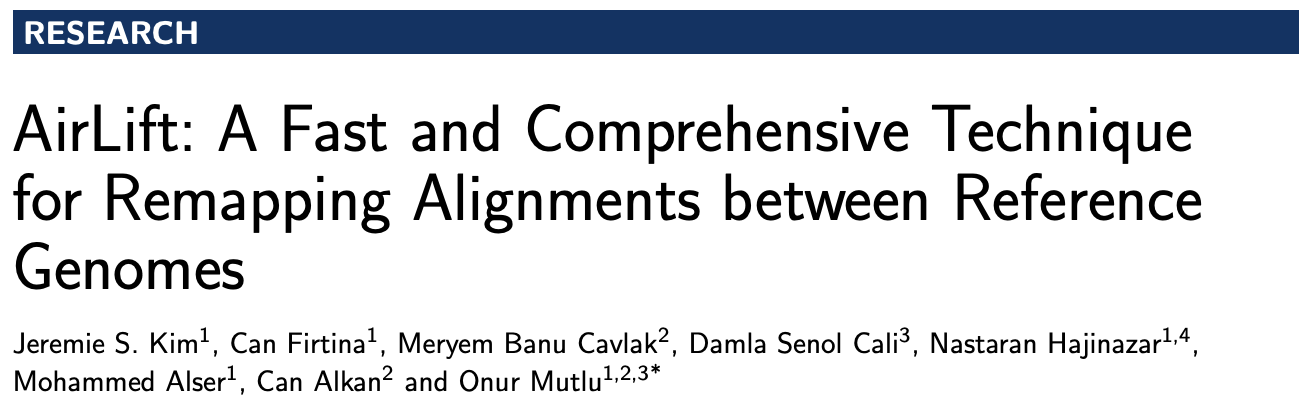 RESEARCH
AirLift: A Fast and Comprehensive Technique
for Remapping Alignments between Reference
Genomes
Jeremie S. Kim¹, Can Firtina¹, Meryem Banu Cavlak², Damla Senol Cali³, Nastaran Hajinazar¹,⁴,
Mohammed Alser¹, Can Alkan² and Onur Mutlu¹,²,³*